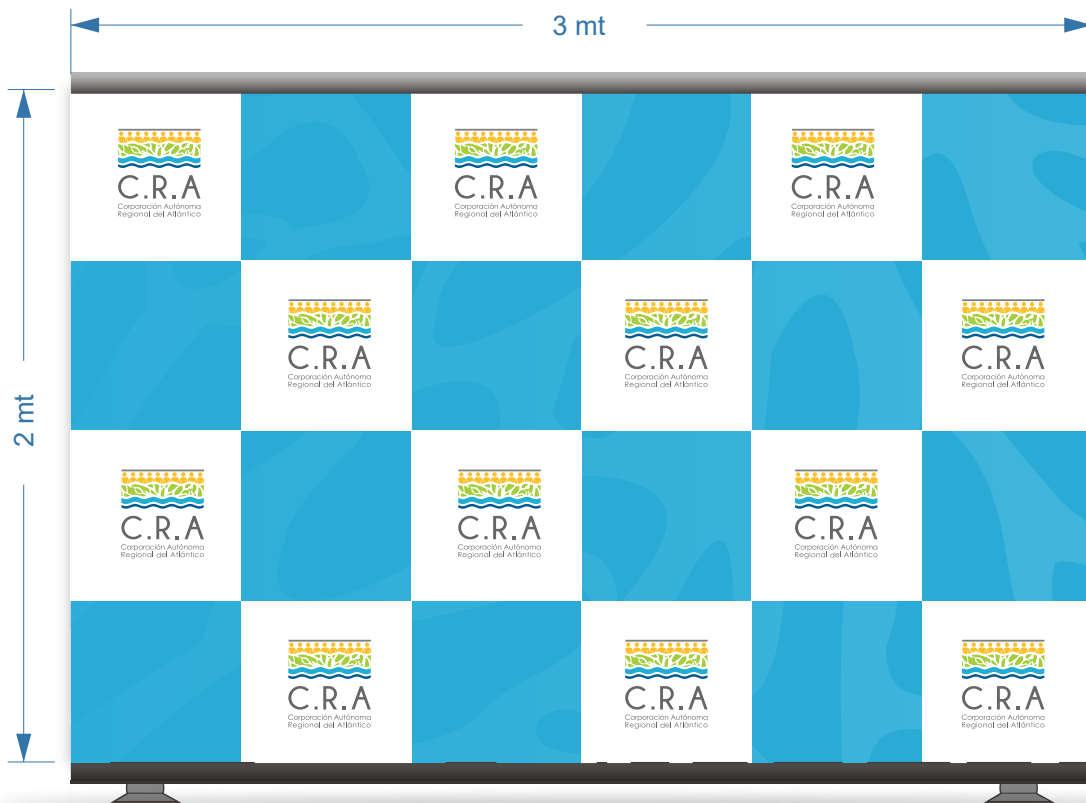 3 mt
2 mt
C.R.A
Corporación Autónoma
Regional del Atlántico
C.R.A
Corporación Autónoma
Regional del Atlántico
C.R.A
Corporación Autónoma
Regional del Atlántico
C.R.A
Corporación Autónoma
Regional del Atlántico
C.R.A
Corporación Autónoma
Regional del Atlántico
C.R.A
Corporación Autónoma
Regional del Atlántico
C.R.A
Corporación Autónoma
Regional del Atlántico
C.R.A
Corporación Autónoma
Regional del Atlántico
C.R.A
Corporación Autónoma
Regional del Atlántico
C.R.A
Corporación Autónoma
Regional del Atlántico
C.R.A
Corporación Autónoma
Regional del Atlántico
C.R.A
Corporación Autónoma
Regional del Atlántico